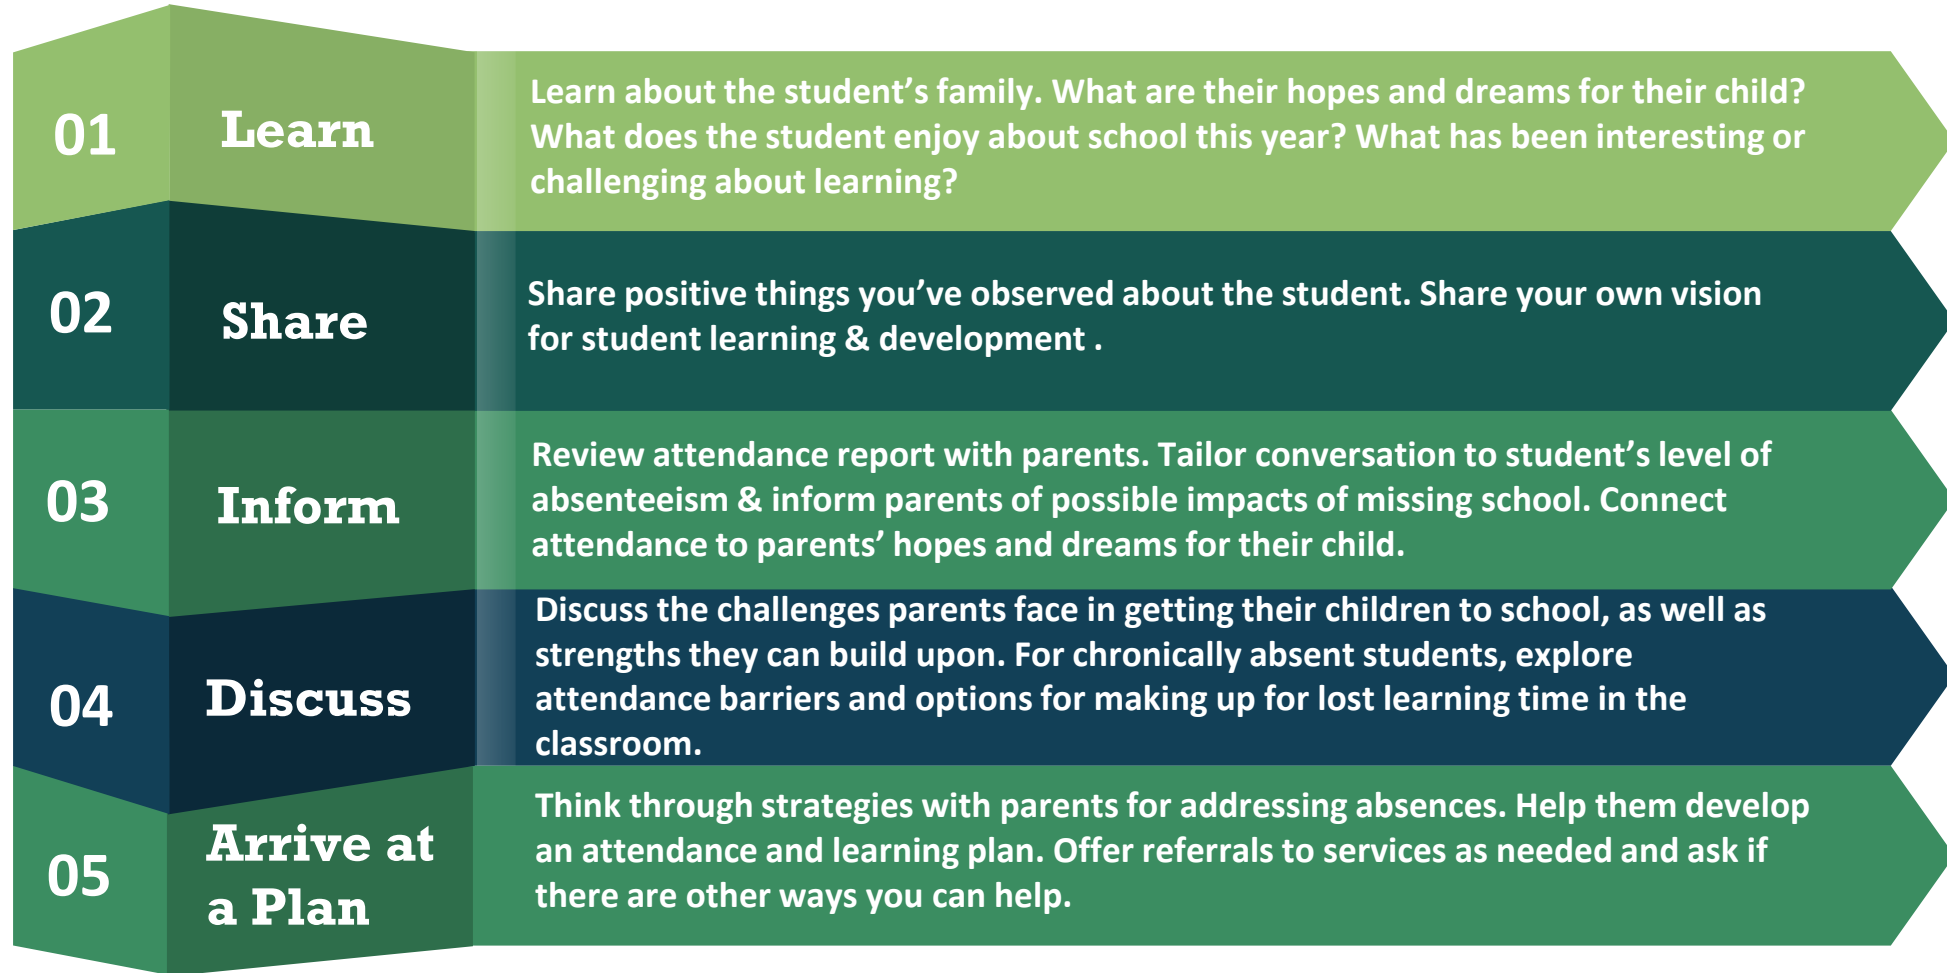 01
Learn
Learn about the student’s family. What are their hopes and dreams for their child?
What does the student enjoy about school this year? What has been interesting or
challenging about learning?
02
Share
Share positive things you’ve observed about the student. Share your own vision
for student learning & development .
03
Inform
Review attendance report with parents. Tailor conversation to student’s level of
absenteeism & inform parents of possible impacts of missing school. Connect
attendance to parents’ hopes and dreams for their child.
04
Discuss
Discuss the challenges parents face in getting their children to school, as well as
strengths they can build upon. For chronically absent students, explore
attendance barriers and options for making up for lost learning time in the
classroom.
05
Arrive at
a Plan
Think through strategies with parents for addressing absences. Help them develop
an attendance and learning plan. Offer referrals to services as needed and ask if
there are other ways you can help.